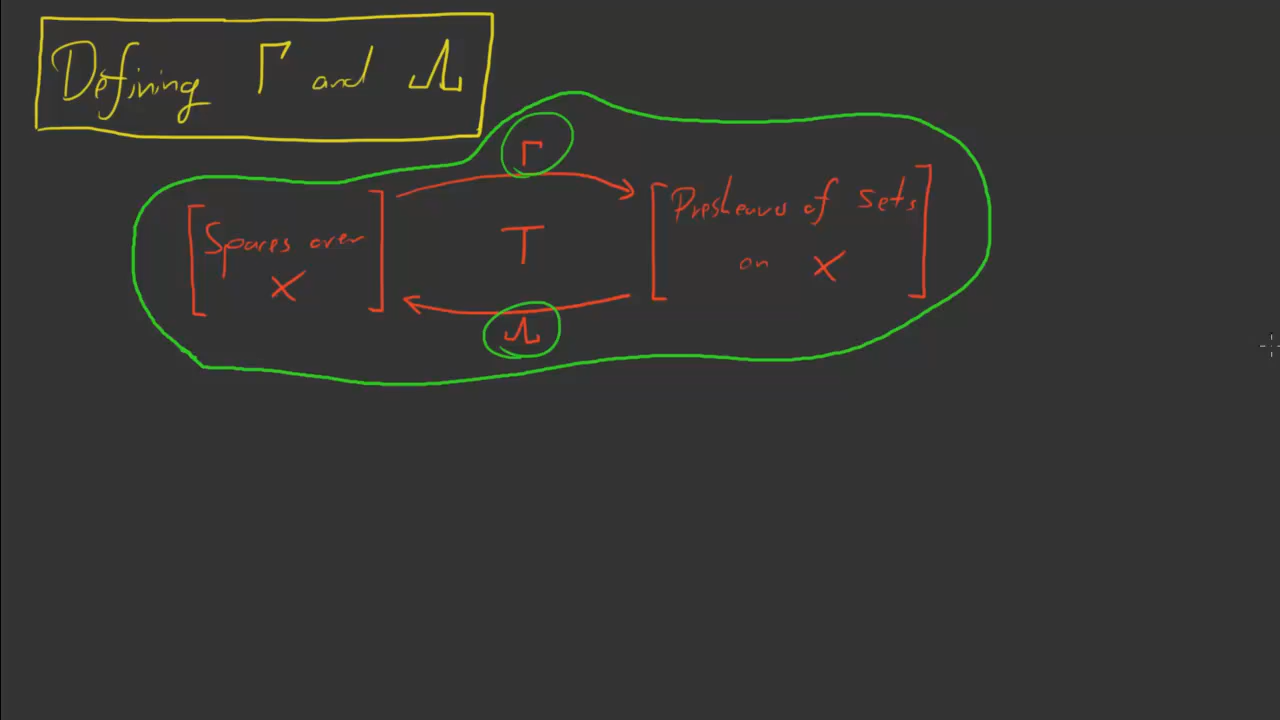 Defining Γ and Λ
Γ
[Spaces over X]
T
[Presheaves of sets on X]
Λ